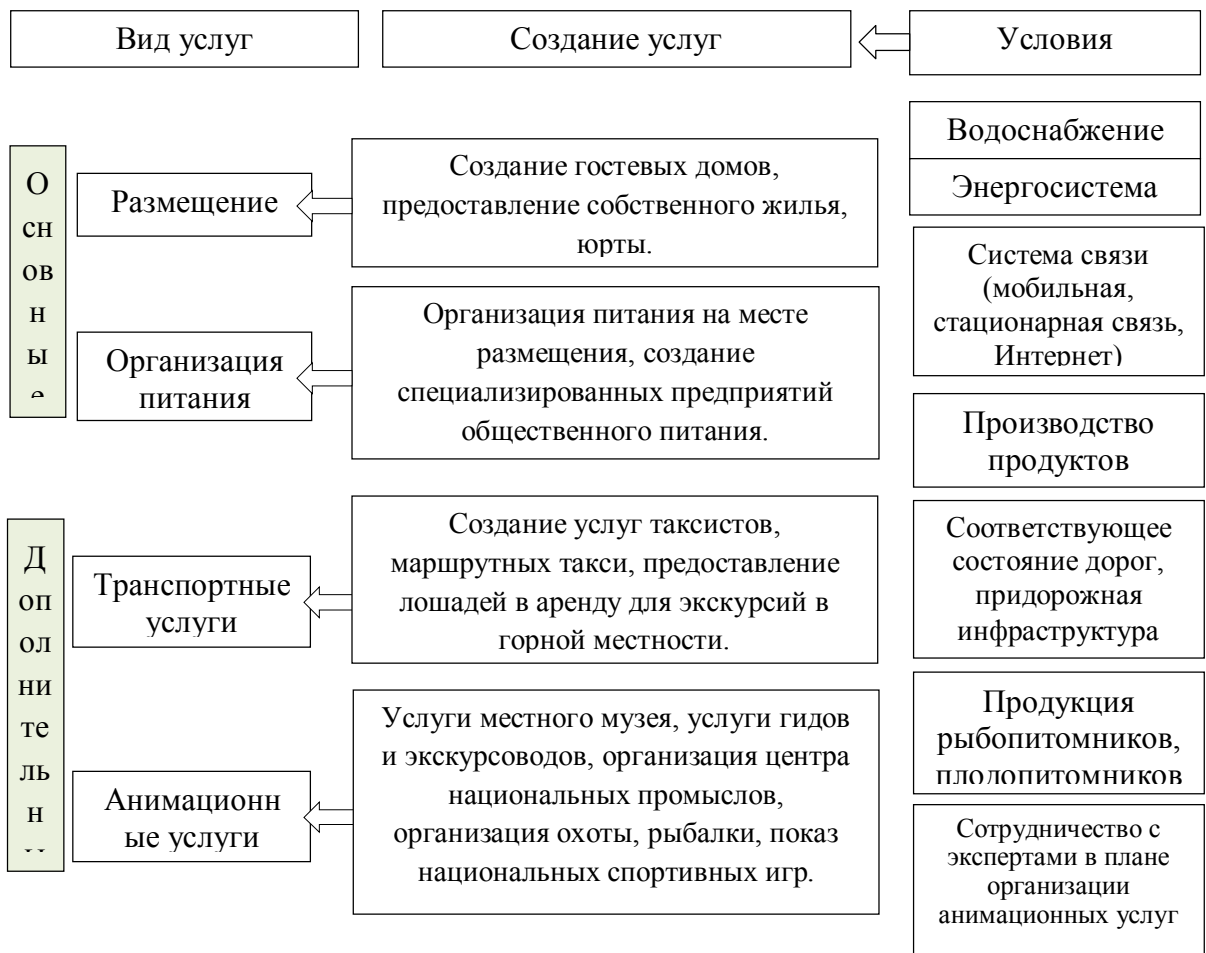 Вид услуг
Создание услуг
Условия
О
сн
ов
н
ы
е
Размещение
Создание гостевых домов,
предоставление собственного жилья,
юрты.
Организация
питания
Организация питания на месте
размещения, создание
специализированных предприятий
общественного питания.
Д
оп
ол
ни
те
ль
н
Транспортные
услуги
Создание услуг таксистов,
маршрутных такси, предоставление
лошадей в аренду для экскурсий в
горной местности.
Анимационн
ые услуги
Услуги местного музея, услуги гидов
и экскурсоводов, организация центра
национальных промыслов,
организация охоты, рыбалки, показ
национальных спортивных игр.
Водоснабжение
Энергосистема
Система связи
(мобильная,
стационарная связь,
Интернет)
Производство
продуктов
Соответствующее
состояние дорог,
придорожная
инфраструктура
Продукция
рыбопитомников,
плодопитомников
Сотрудничество с
экспертами в плане
организации
анимационных услуг